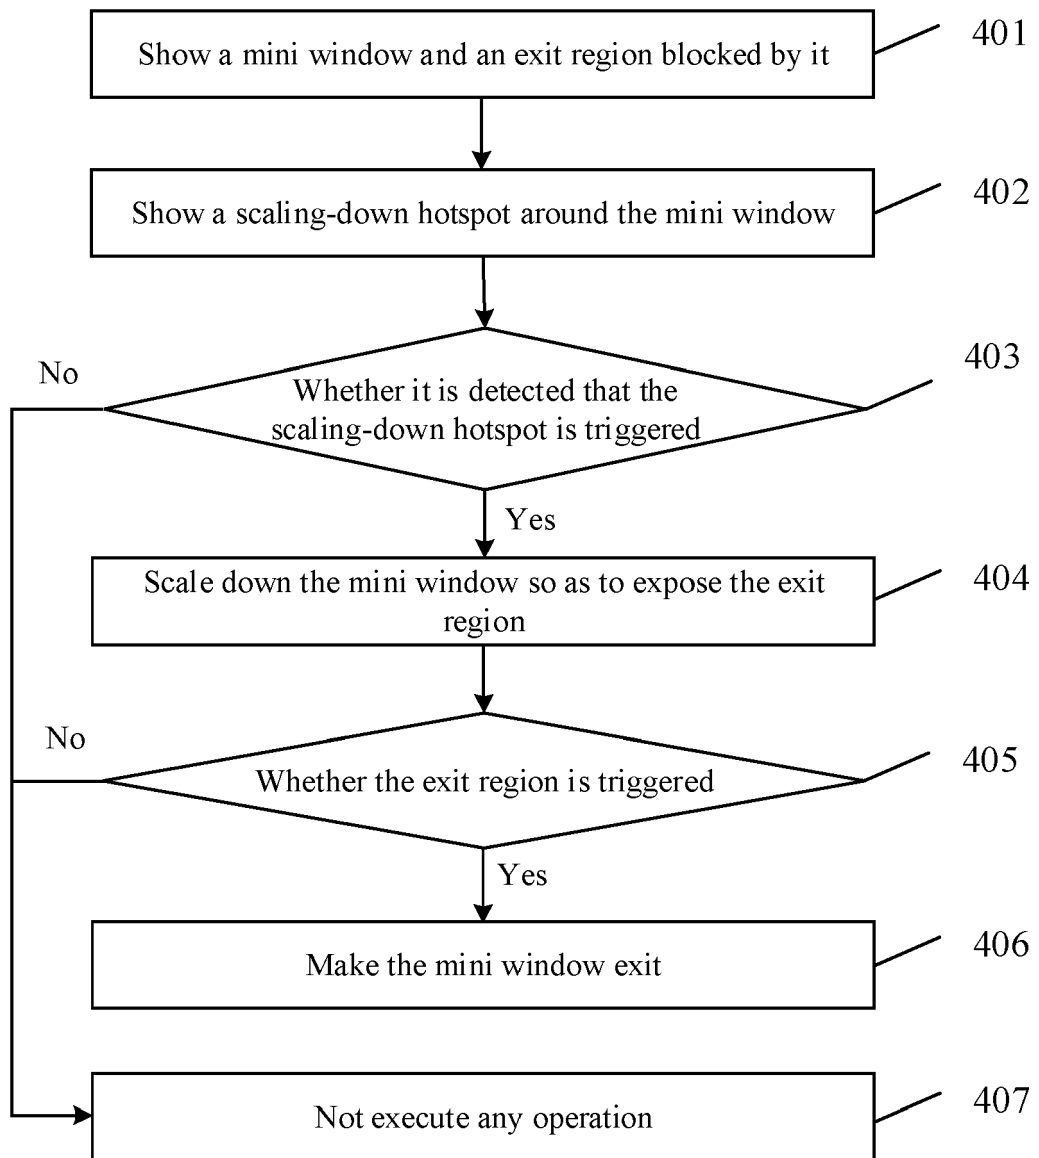 Show a mini window and an exit region blocked by it
401
Show a scaling-down hotspot around the mini window
402
No
Whether it is detected that the
scaling-down hotspot is triggered
403
Yes
Scale down the mini window so as to expose the exit
region
404
No
Whether the exit region is triggered
405
Yes
Make the mini window exit
406
Not execute any operation
407